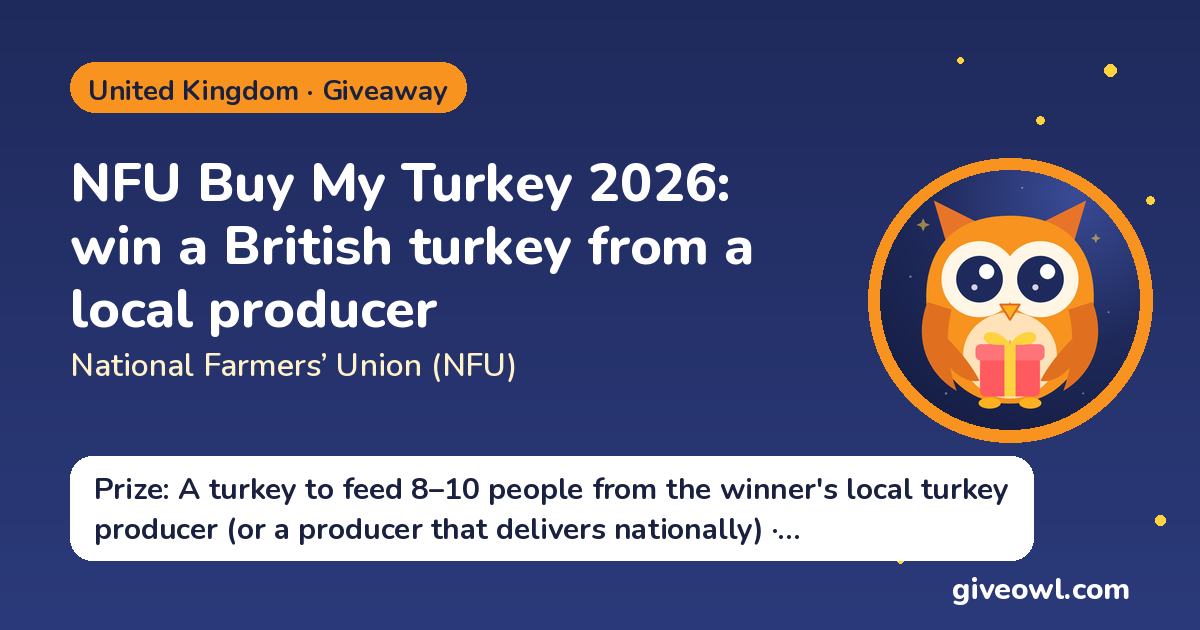 United Kingdom · Giveaway
NFU Buy My Turkey 2026:
win a British turkey from a
local producer
National Farmers’ Union (NFU)
Prize: A turkey to feed 8–10 people from the winner's local turkey
producer (or a producer that delivers nationally) ·...
giveowl.com